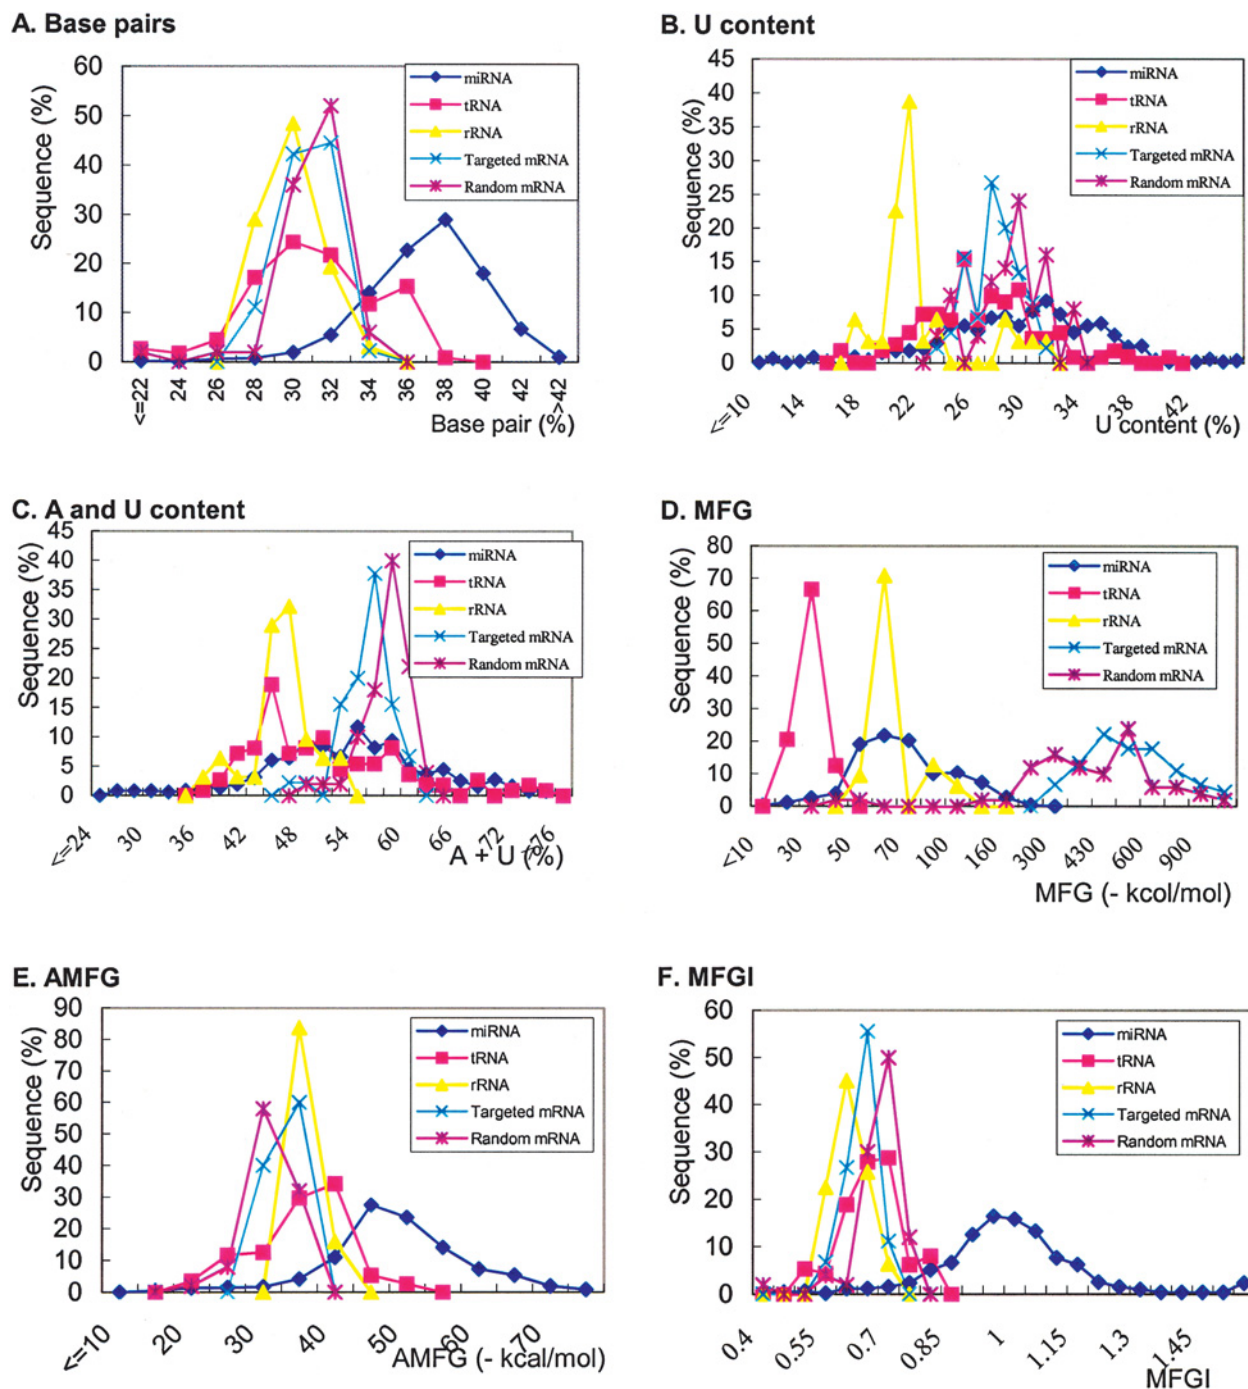 A. Base pairs
60
50
40
30
20
10
0
Sequence (%)
miRNA
tRNA
rRNA
Targeted mRNA
Random mRNA
<=22 24 26 28 30 32 34 36 38 40 42 >42
Base pair (%)
B. U content
45
40
35
30
25
20
15
10
5
0
Sequence (%)
miRNA
tRNA
rRNA
Targeted mRNA
Random mRNA
<=10 14 18 22 26 30 34 38 42
U content (%)
C. A and U content
45
40
35
30
25
20
15
10
5
0
Sequence (%)
miRNA
tRNA
rRNA
Targeted mRNA
Random mRNA
<=24 30 36 42 48 54 60 66 72 >76
A + U (%)
D. MFG
80
70
60
50
40
30
20
10
0
Sequence (%)
miRNA
tRNA
rRNA
Targeted mRNA
Random mRNA
<10 30 50 70 100 160 300 430 600 900
MFG (- kcol/mol)
E. AMFG
90
80
70
60
50
40
30
20
10
0
Sequence (%)
miRNA
tRNA
rRNA
Targeted mRNA
Random mRNA
<=10 20 30 40 50 60 70
AMFG (- kcal/mol)
F. MFGI
60
50
40
30
20
10
0
Sequence (%)
miRNA
tRNA
rRNA
Targeted mRNA
Random mRNA
0.4 0.55 0.7 0.85 1 1.15 1.3 1.45
MFGI